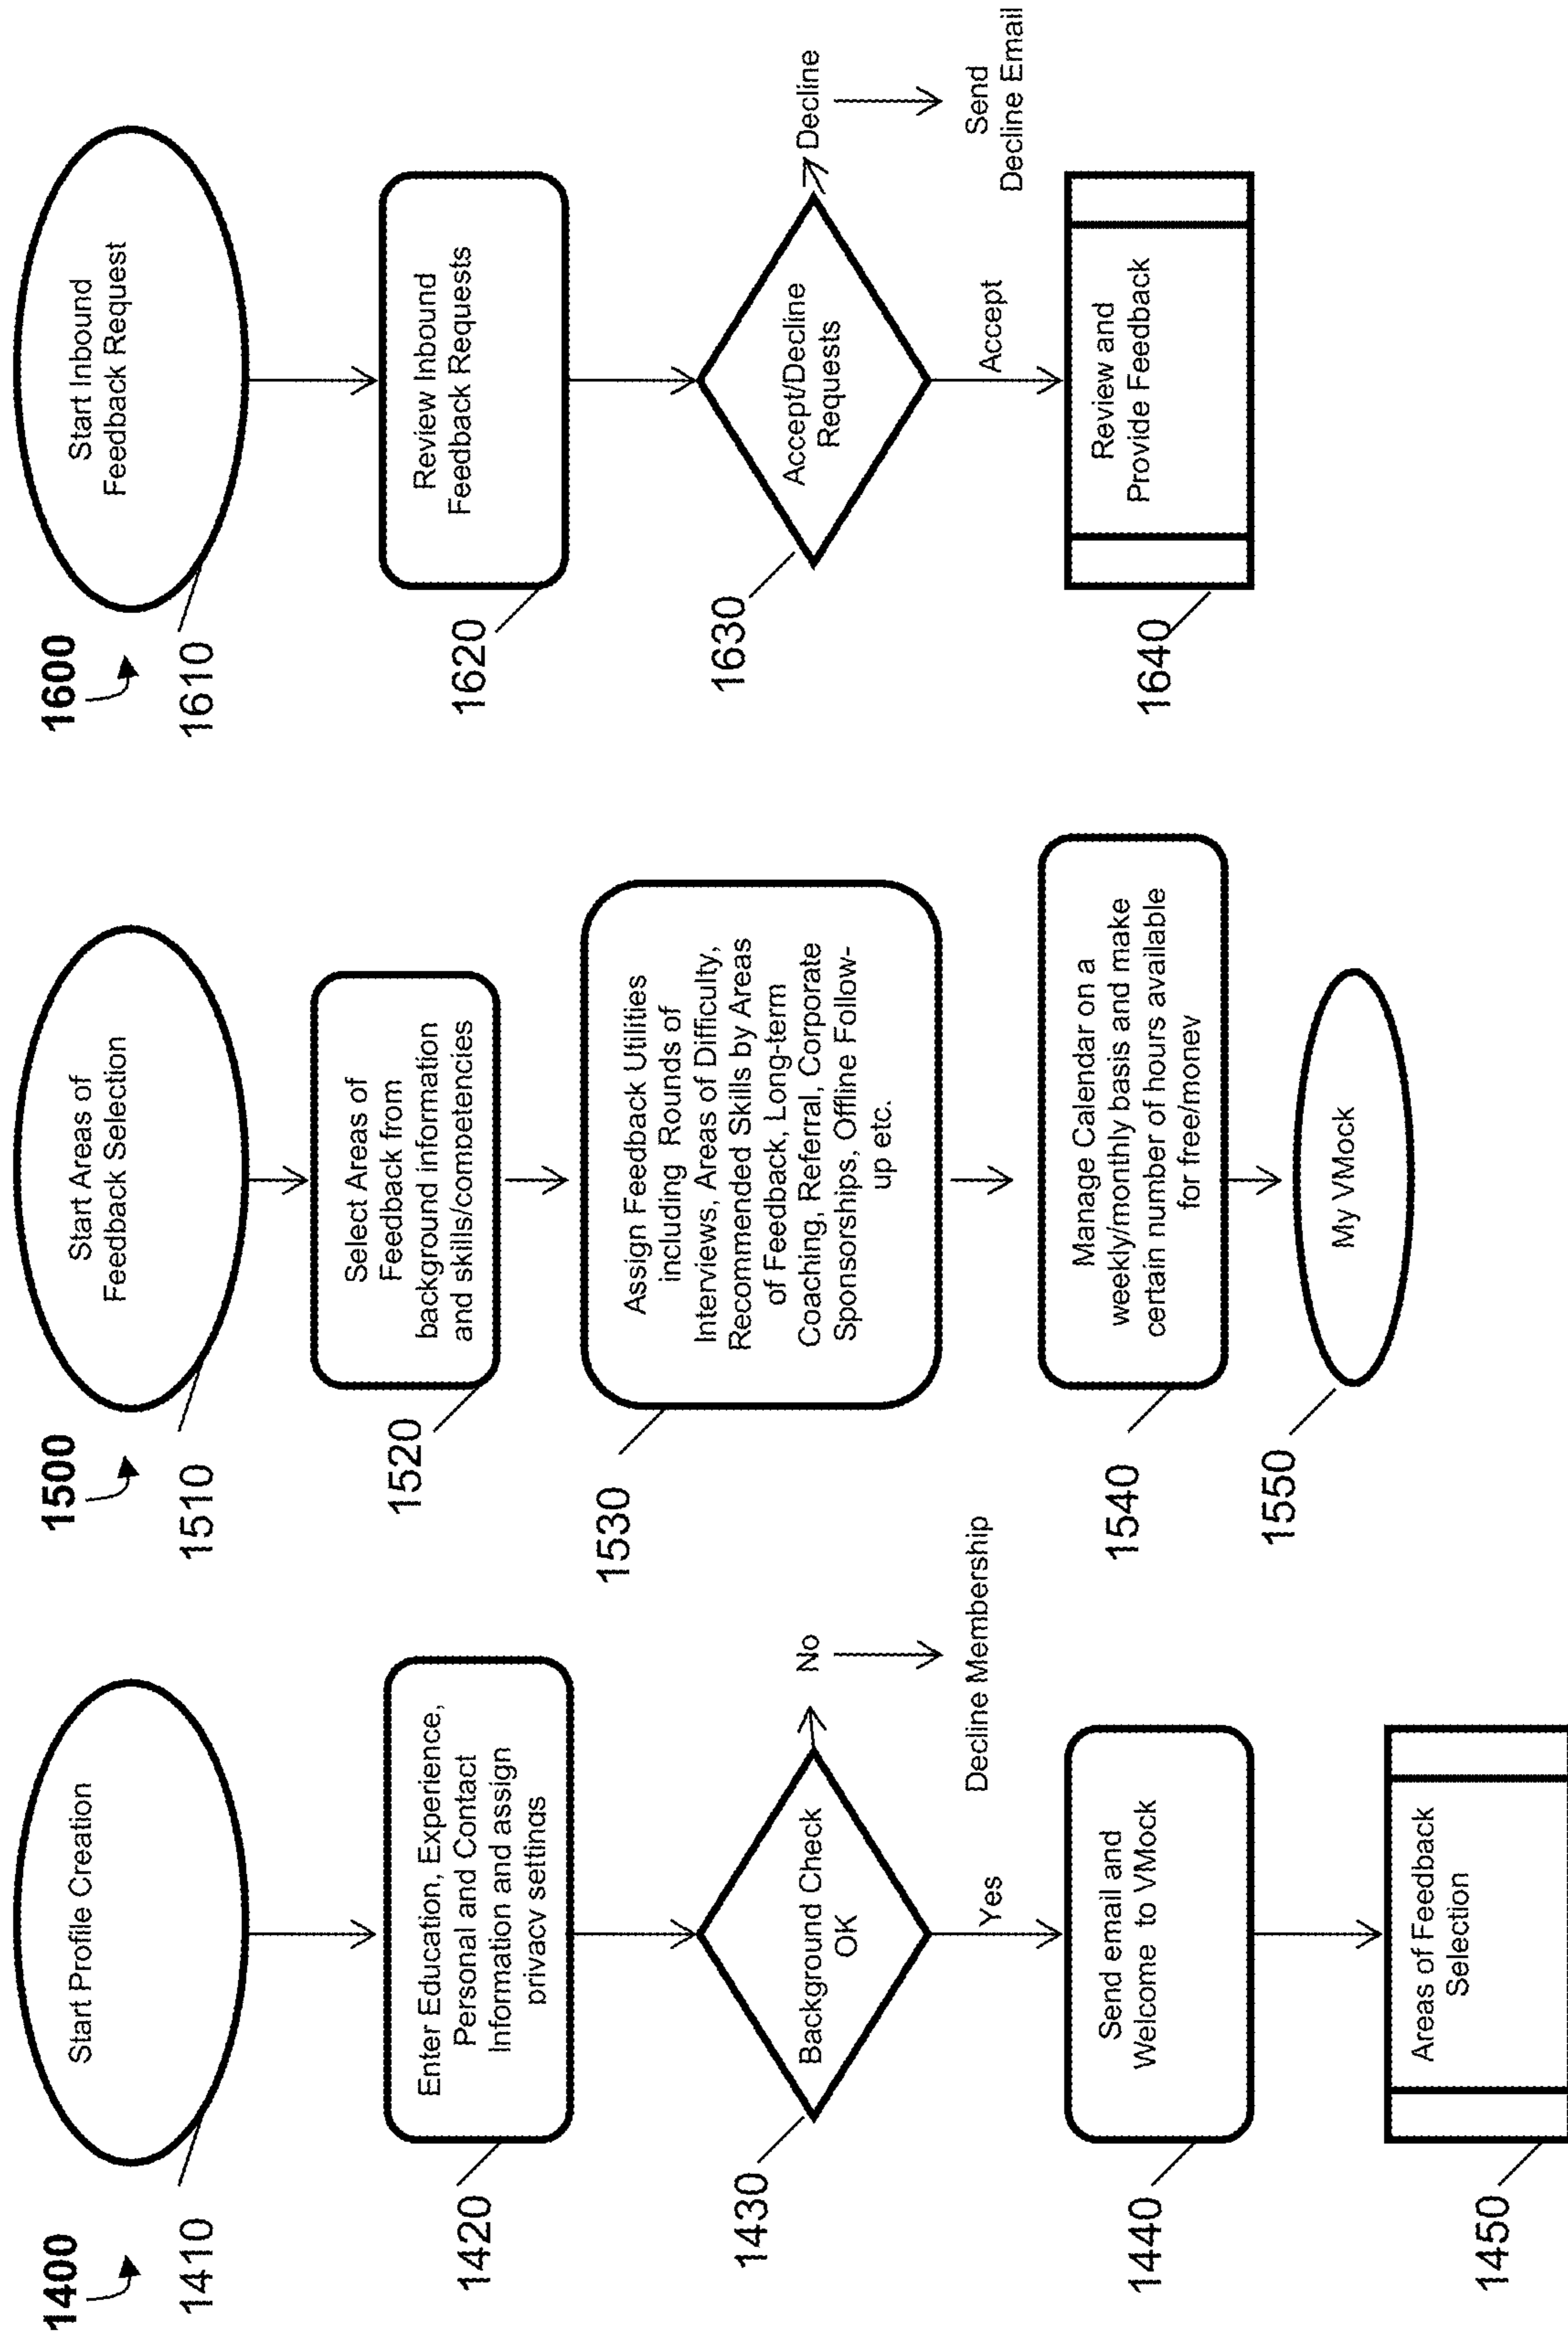 1400
1410
Start Profile Creation
1420
Enter Education, Experience,
Personal and Contact
Information and assign
privacy settings
1430
Background Check
OK
No
Decline Membership
Yes
1440
Send email and
Welcome to VMock
1450
Areas of Feedback
Selection
1500
1510
Start Areas of
Feedback Selection
1520
Select Areas of
Feedback from
background information
and skills/competencies
1530
Assign Feedback Utilities
including Rounds of
Interviews, Areas of Difficulty,
Recommended Skills by Areas
of Feedback, Long-term
Coaching, Referral, Corporate
Sponsorships, Offline Follow-
up etc.
1540
Manage Calendar on a
weekly/monthly basis and make
certain number of hours available
for free/money
1550
My VMock
1600
1610
Start Inbound
Feedback Request
1620
Review Inbound
Feedback Requests
1630
Accept/Decline
Requests
Decline
Send
Decline Email
Accept
1640
Review and
Provide Feedback